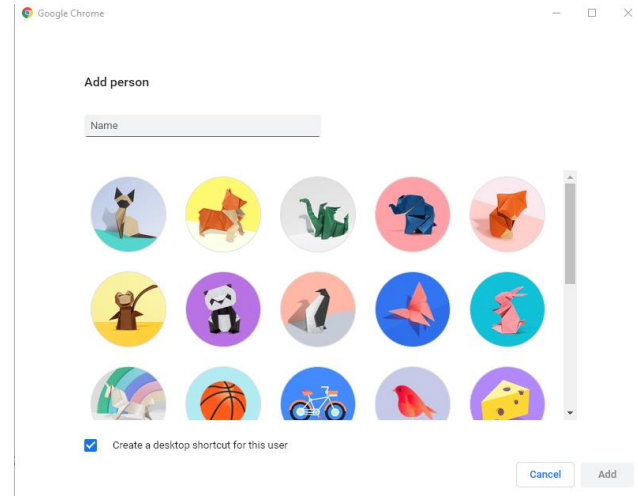 Google Chrome
Add person
Name
Create a desktop shortcut for this user
Cancel
Add